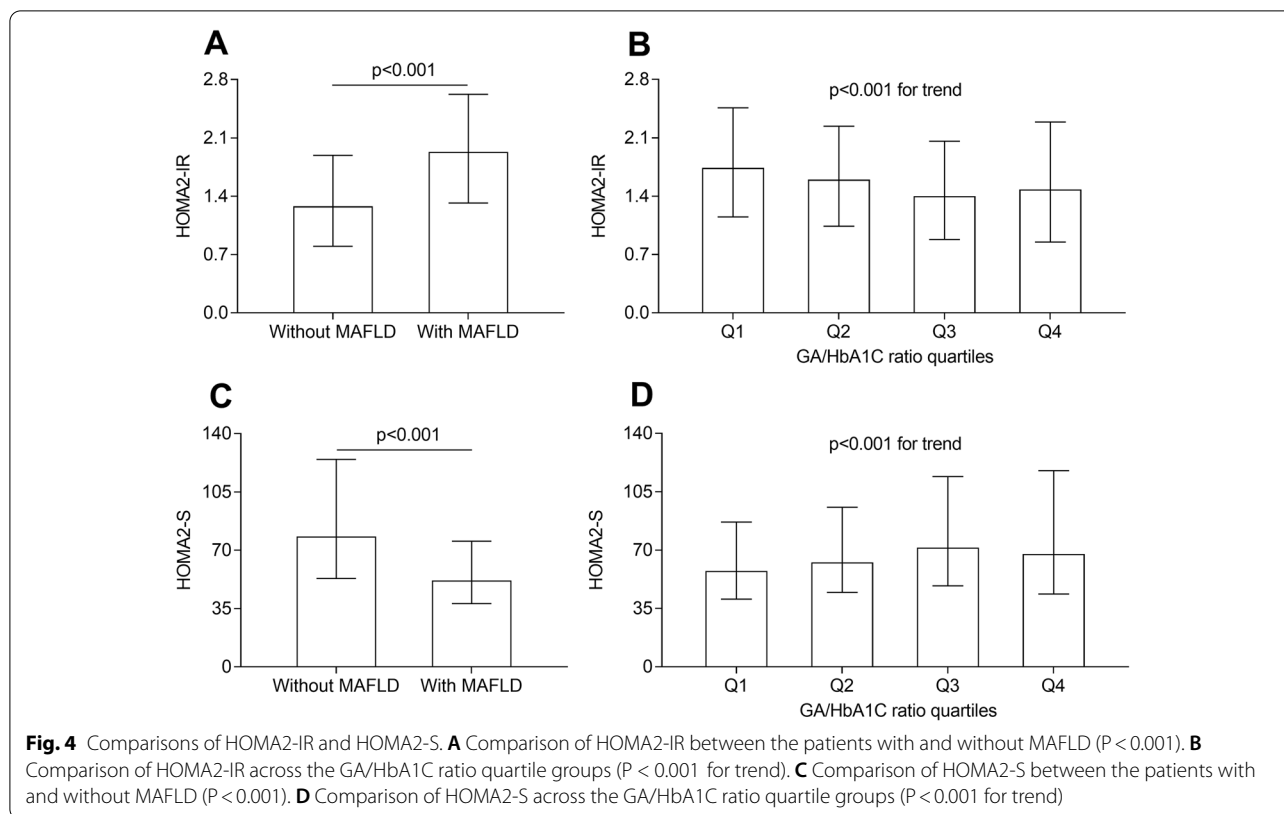 A
p<0.001
HOMA2-IR
2.8
2.1
1.4
0.7
0.0
Without MAFLD With MAFLD
B
p<0.001 for trend
HOMA2-IR
2.8
2.1
1.4
0.7
0.0
Q1 Q2 Q3 Q4
GA/HbA1C ratio quartiles
C
p<0.001
HOMA2-S
140
105
70
35
0
Without MAFLD With MAFLD
D
p<0.001 for trend
HOMA2-S
140
105
70
35
0
Q1 Q2 Q3 Q4
GA/HbA1C ratio quartiles
Fig. 4 Comparisons of HOMA2-IR and HOMA2-S. A Comparison of HOMA2-IR between the patients with and without MAFLD (P < 0.001). B
Comparison of HOMA2-IR across the GA/HbA1C ratio quartile groups (P < 0.001 for trend). C Comparison of HOMA2-S between the patients with
and without MAFLD (P < 0.001). D Comparison of HOMA2-S across the GA/HbA1C ratio quartile groups (P < 0.001 for trend)